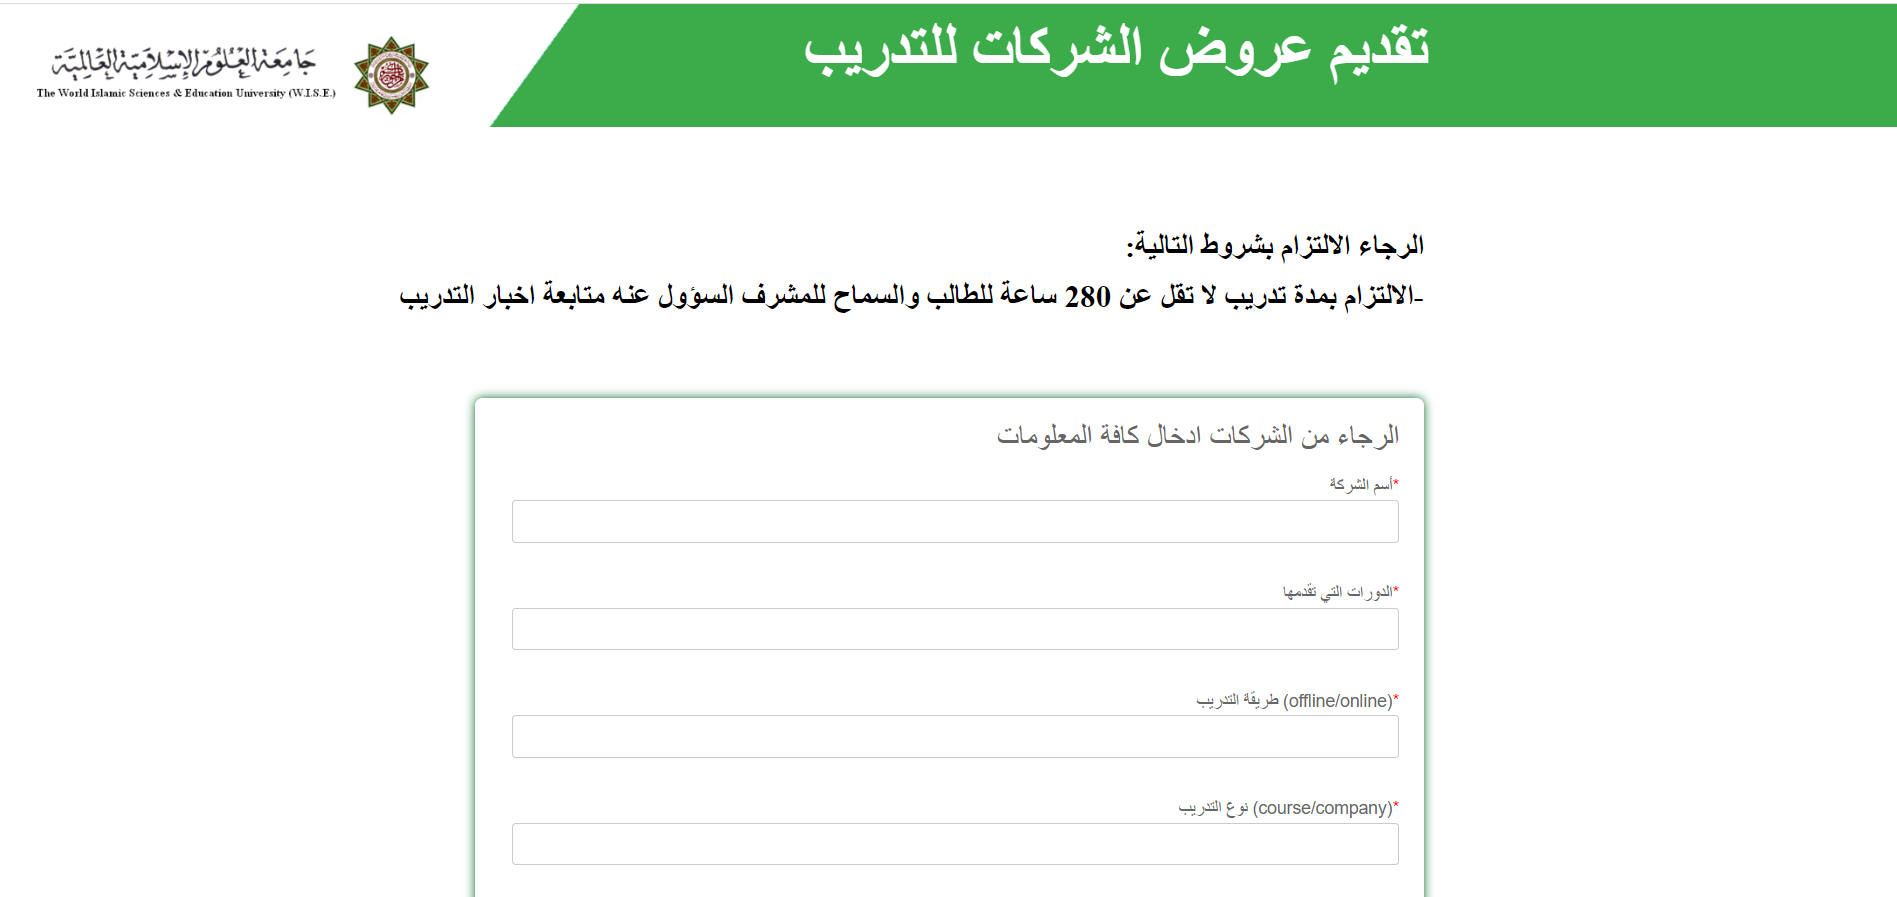 تقديم عروض الشركات للتدريب
جامعة العلوم الإسلامية العالمية
The World Islamic Sciences & Education University (W.I.S.E.)
الرجاء الالتزام بشروط التالية:
-الالتزام بمدة تدريب لا تقل عن 280 ساعة للطالب والسماح للمشرف السؤول عنه متابعة اخبار التدريب
الرجاء من الشركات ادخال كافة المعلومات
*أسم الشركة
*الدورات التي تقدمها
*(offline/online) طريقة التدريب
*(course/company) نوع التدريب